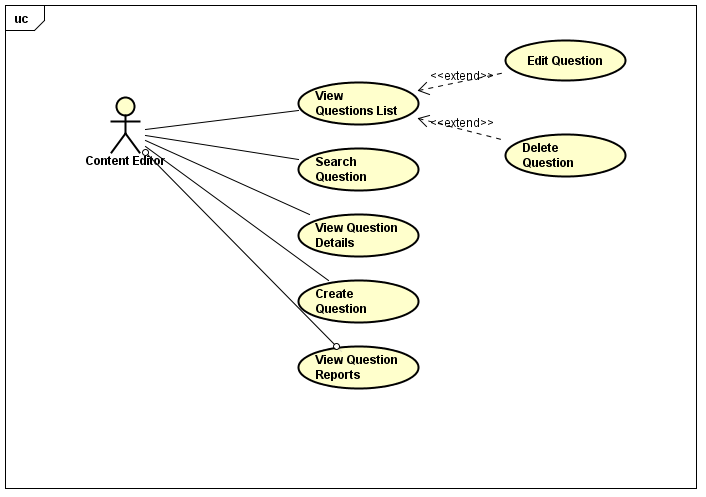 uc
Content Editor
View
Questions List
<<extend>>
Edit Question
<<extend>>
Delete
Question
Search
Question
View Question
Details
Create
Question
View Question
Reports